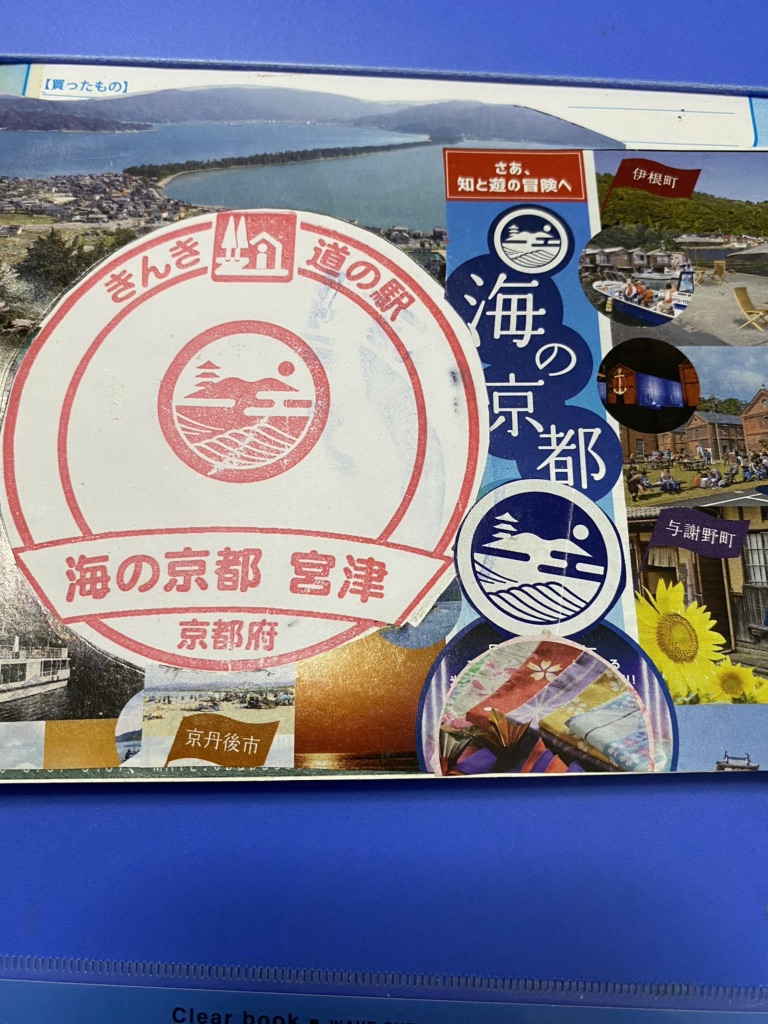 【買ったもの】
さあ、
知と遊の冒険へ
伊根町
きんき 道の駅
海の京都
与謝野町
海の京都 宮津
京都府
京丹後市
Clear book